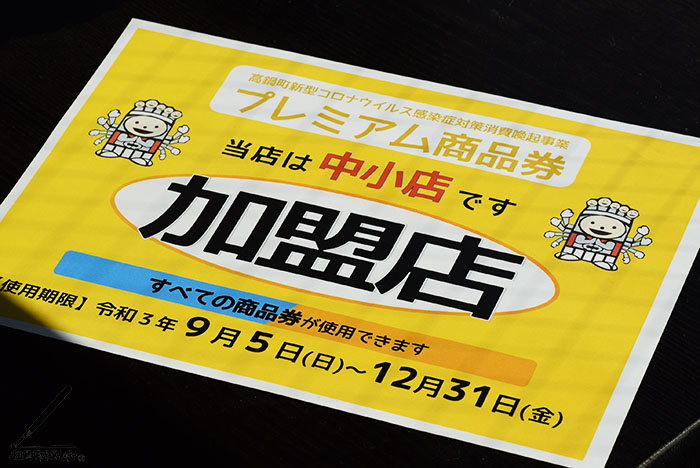 高鍋町新型コロナウイルス感染症対策消費喚起事業
プレミアム商品券
当店は 中小店 です
加盟店
すべての商品券が使用できます
使用期限】令和3年 9月5日(日)～12月31日(金)